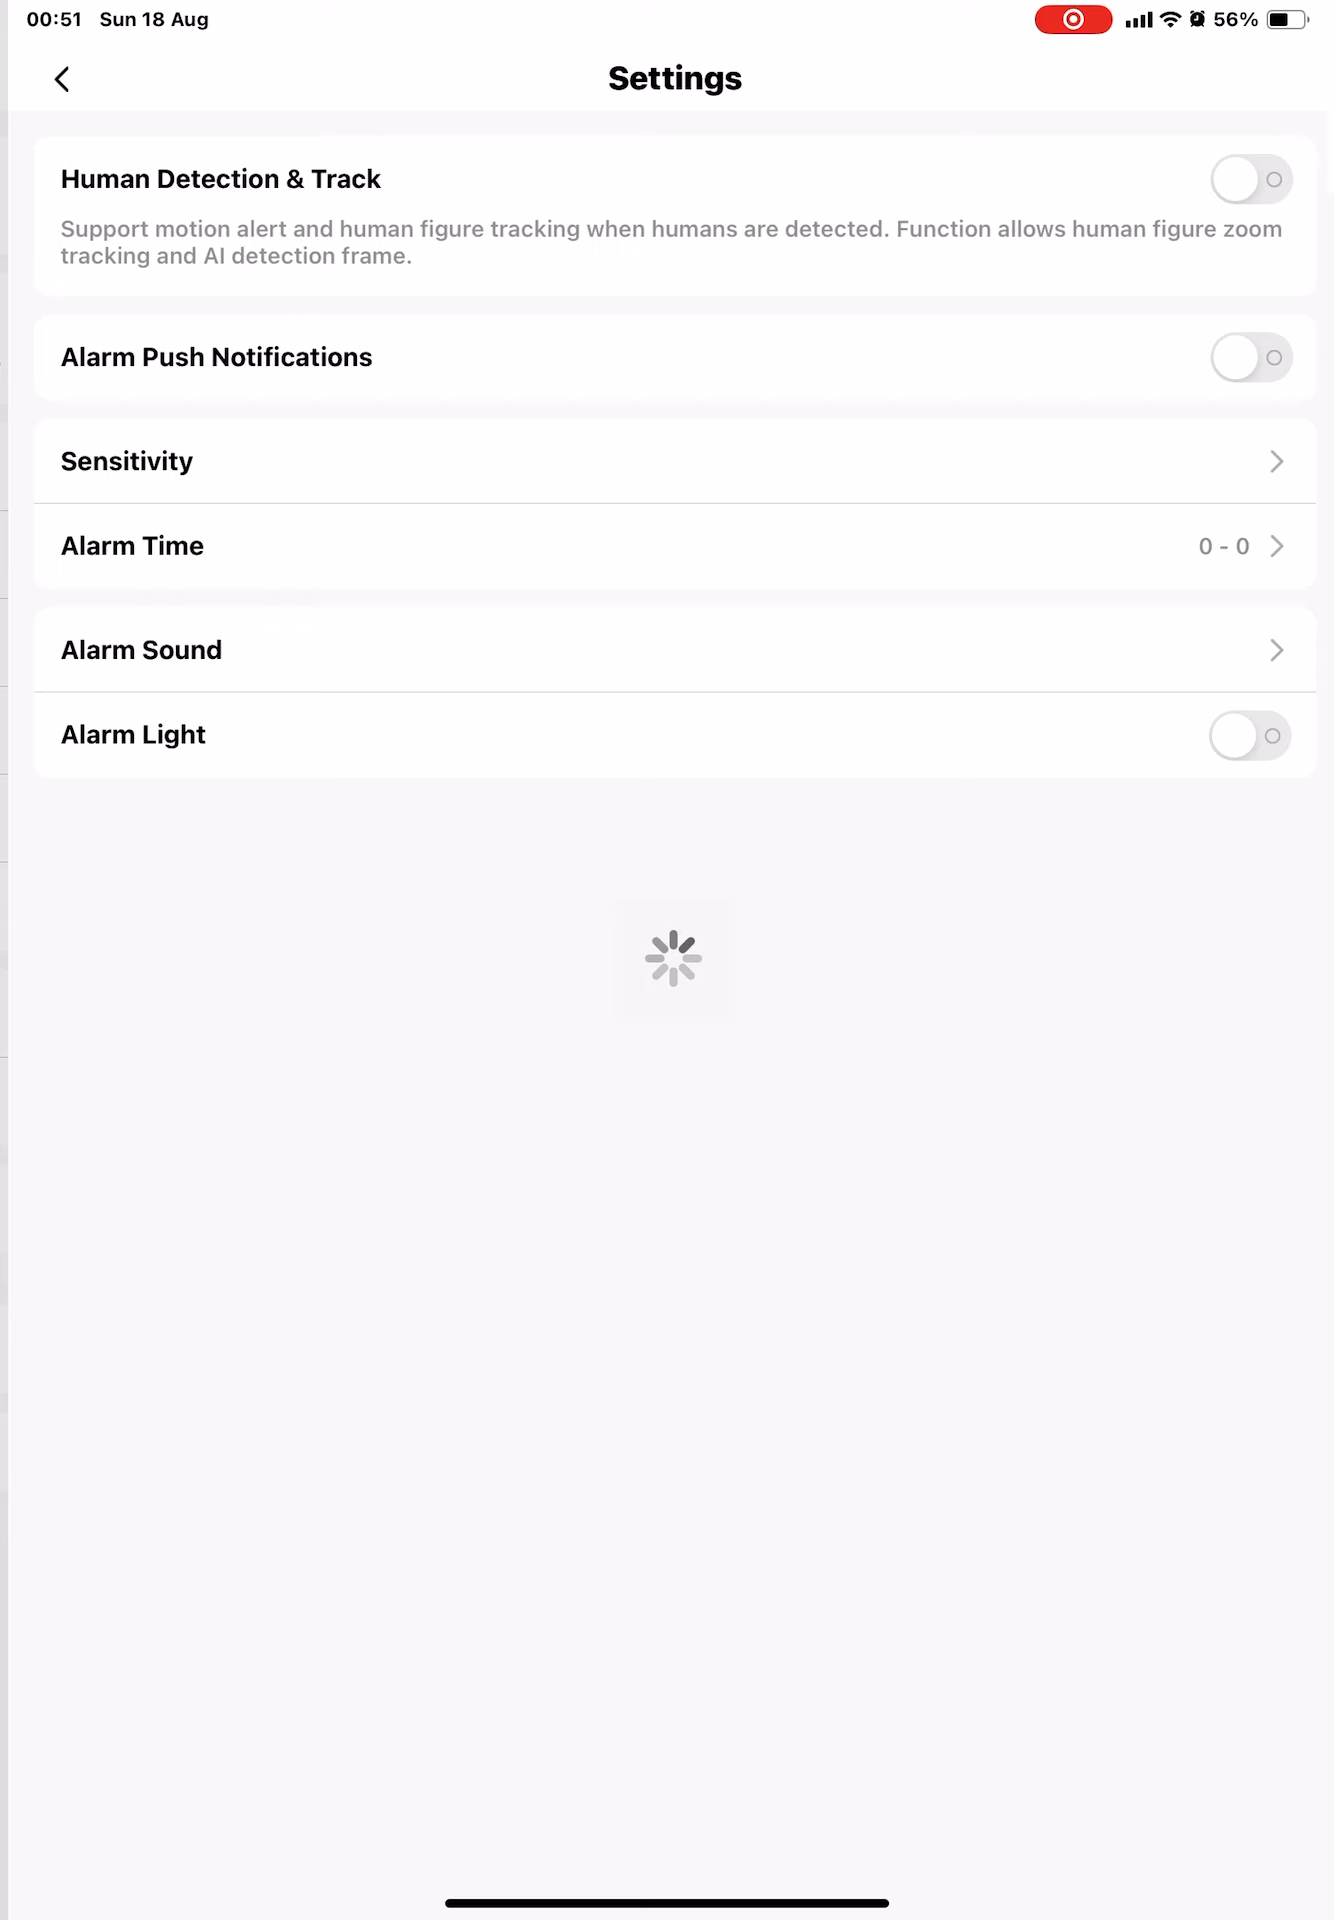 00:51 Sun 18 Aug
56%
Settings
Human Detection & Track
Support motion alert and human figure tracking when humans are detected. Function allows human figure zoom
tracking and AI detection frame.
Alarm Push Notifications
Sensitivity
Alarm Time
0 - 0
Alarm Sound
Alarm Light